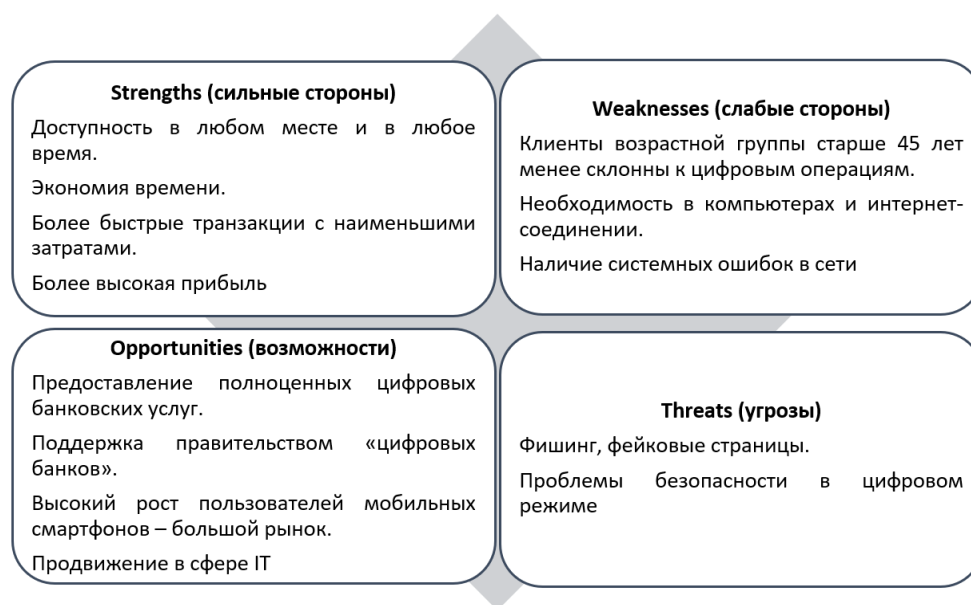 Strengths (сильные стороны)
Доступность в любом месте и в любое
время.
Экономия времени.
Более быстрые транзакции с наименьшими
затратами.
Более высокая прибыль
Weaknesses (слабые стороны)
Клиенты возрастной группы старше 45 лет
менее склонны к цифровым операциям.
Необходимость в компьютерах и интернет-
соединении.
Наличие системных ошибок в сети
Opportunities (возможности)
Предоставление полноценных цифровых
банковских услуг.
Поддержка правительством «цифровых
банков».
Высокий рост пользователей мобильных
смартфонов – большой рынок.
Продвижение в сфере IT
Threats (угрозы)
Фишинг, фейковые страницы.
Проблемы безопасности в цифровом
режиме